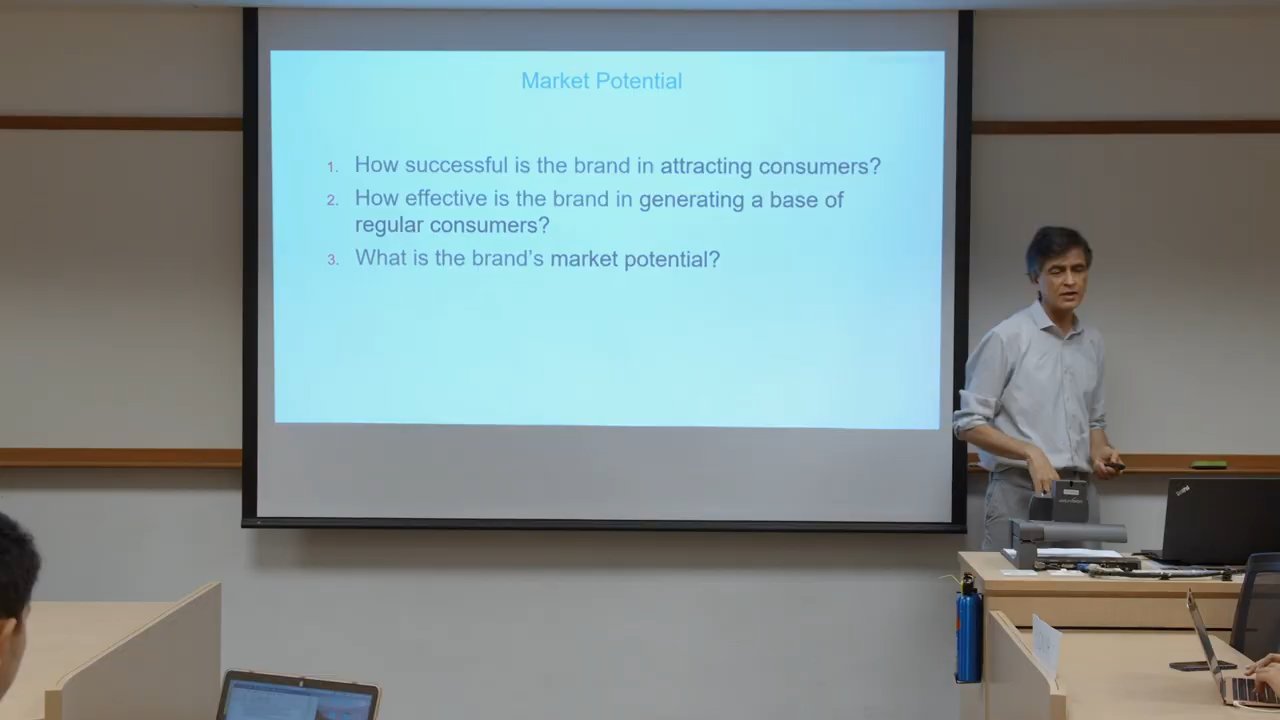 Market Potential
1. How successful is the brand in attracting consumers?
2. How effective is the brand in generating a base of
regular consumers?
3. What is the brand's market potential?
ThinkPad